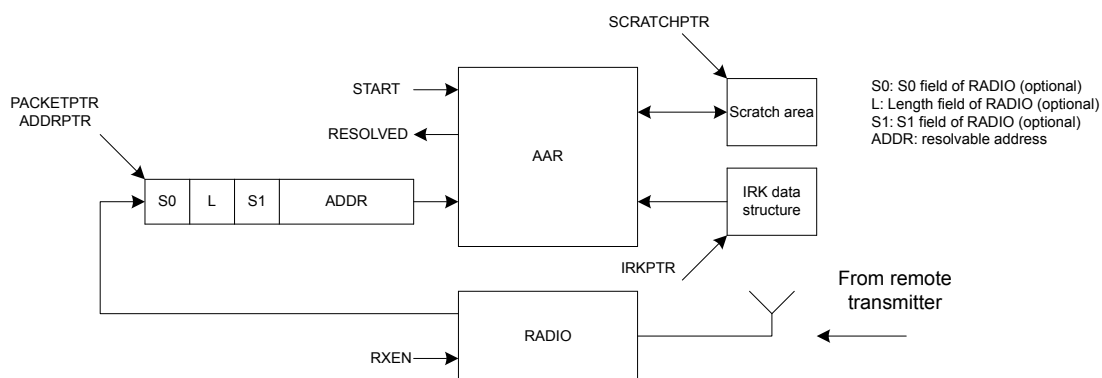 SCRATCHPTR
START
PACKETPTR
ADDRPTR
RESOLVED
AAR
Scratch area
S0: S0 field of RADIO (optional)
L: Length field of RADIO (optional)
S1: S1 field of RADIO (optional)
ADDR: resolvable address
S0 L S1 ADDR
IRK data
structure
IRKPTR
From remote
transmitter
RADIO
RXEN